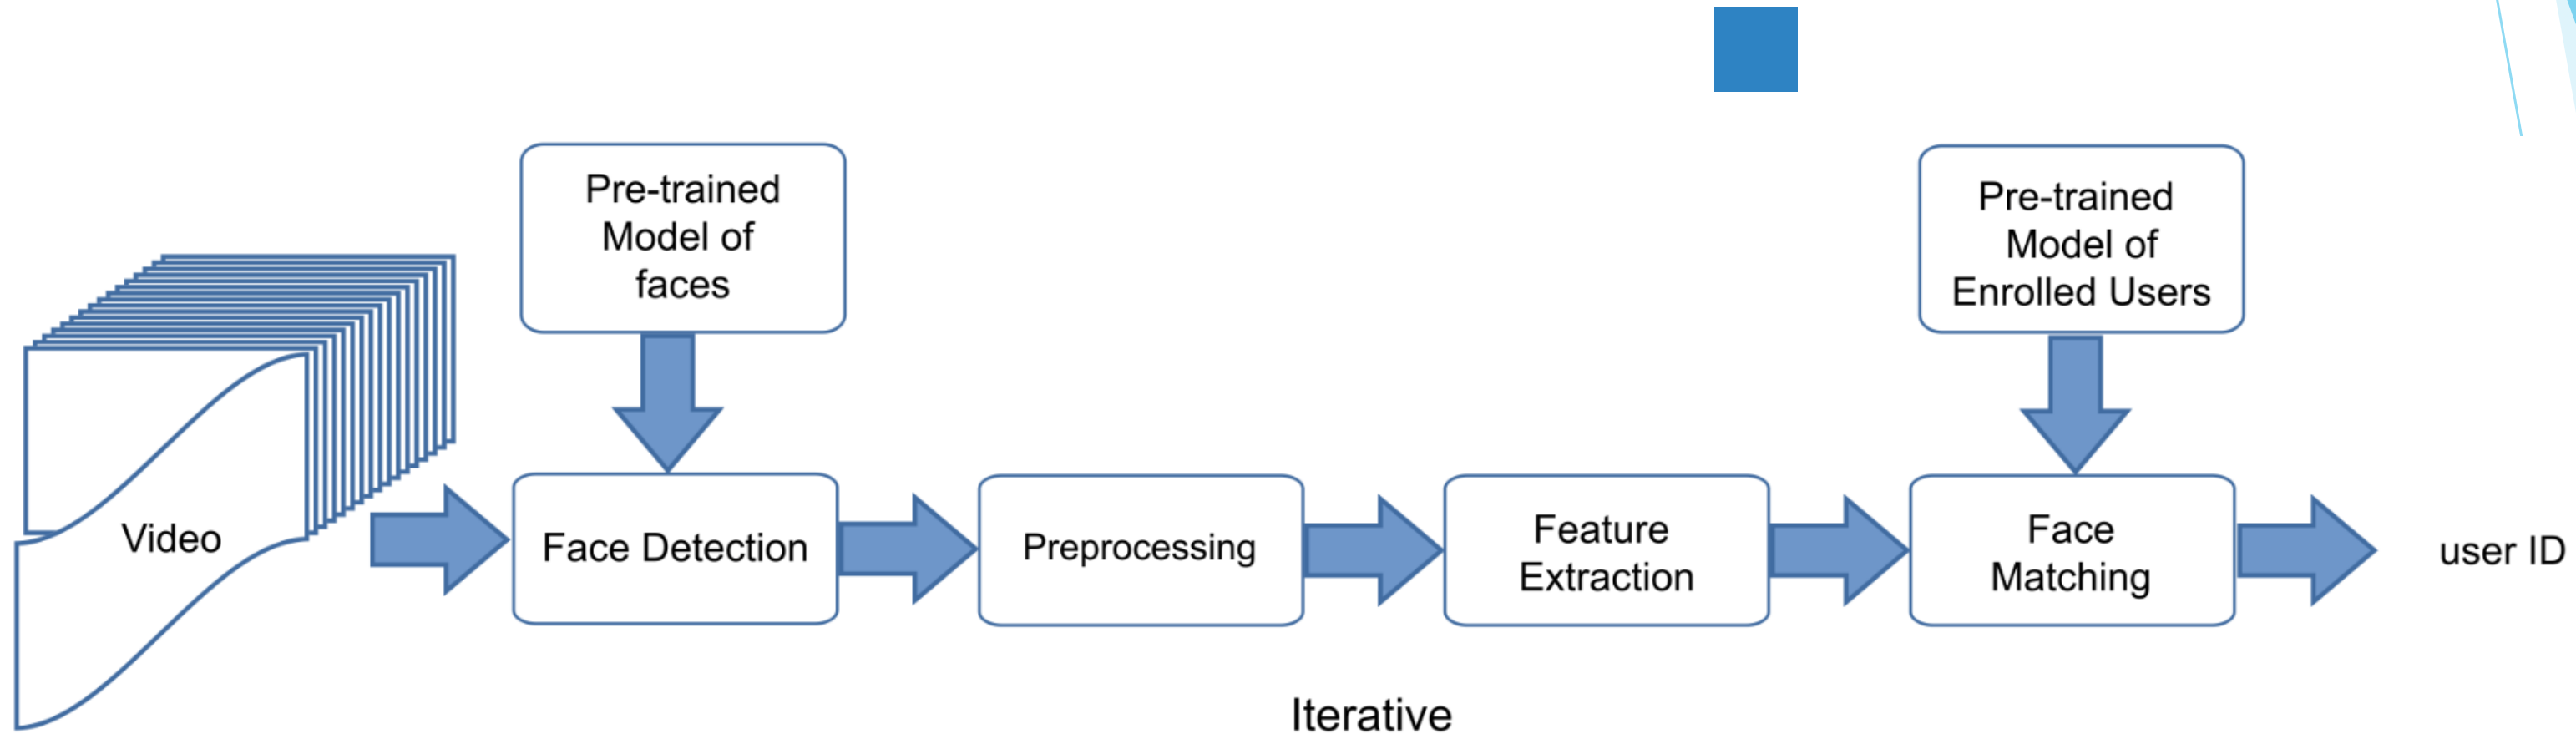 Pre-trained
Model of
faces
Pre-trained
Model of
Enrolled Users
Video
Face Detection
Preprocessing
Feature
Extraction
Face
Matching
user ID
Iterative